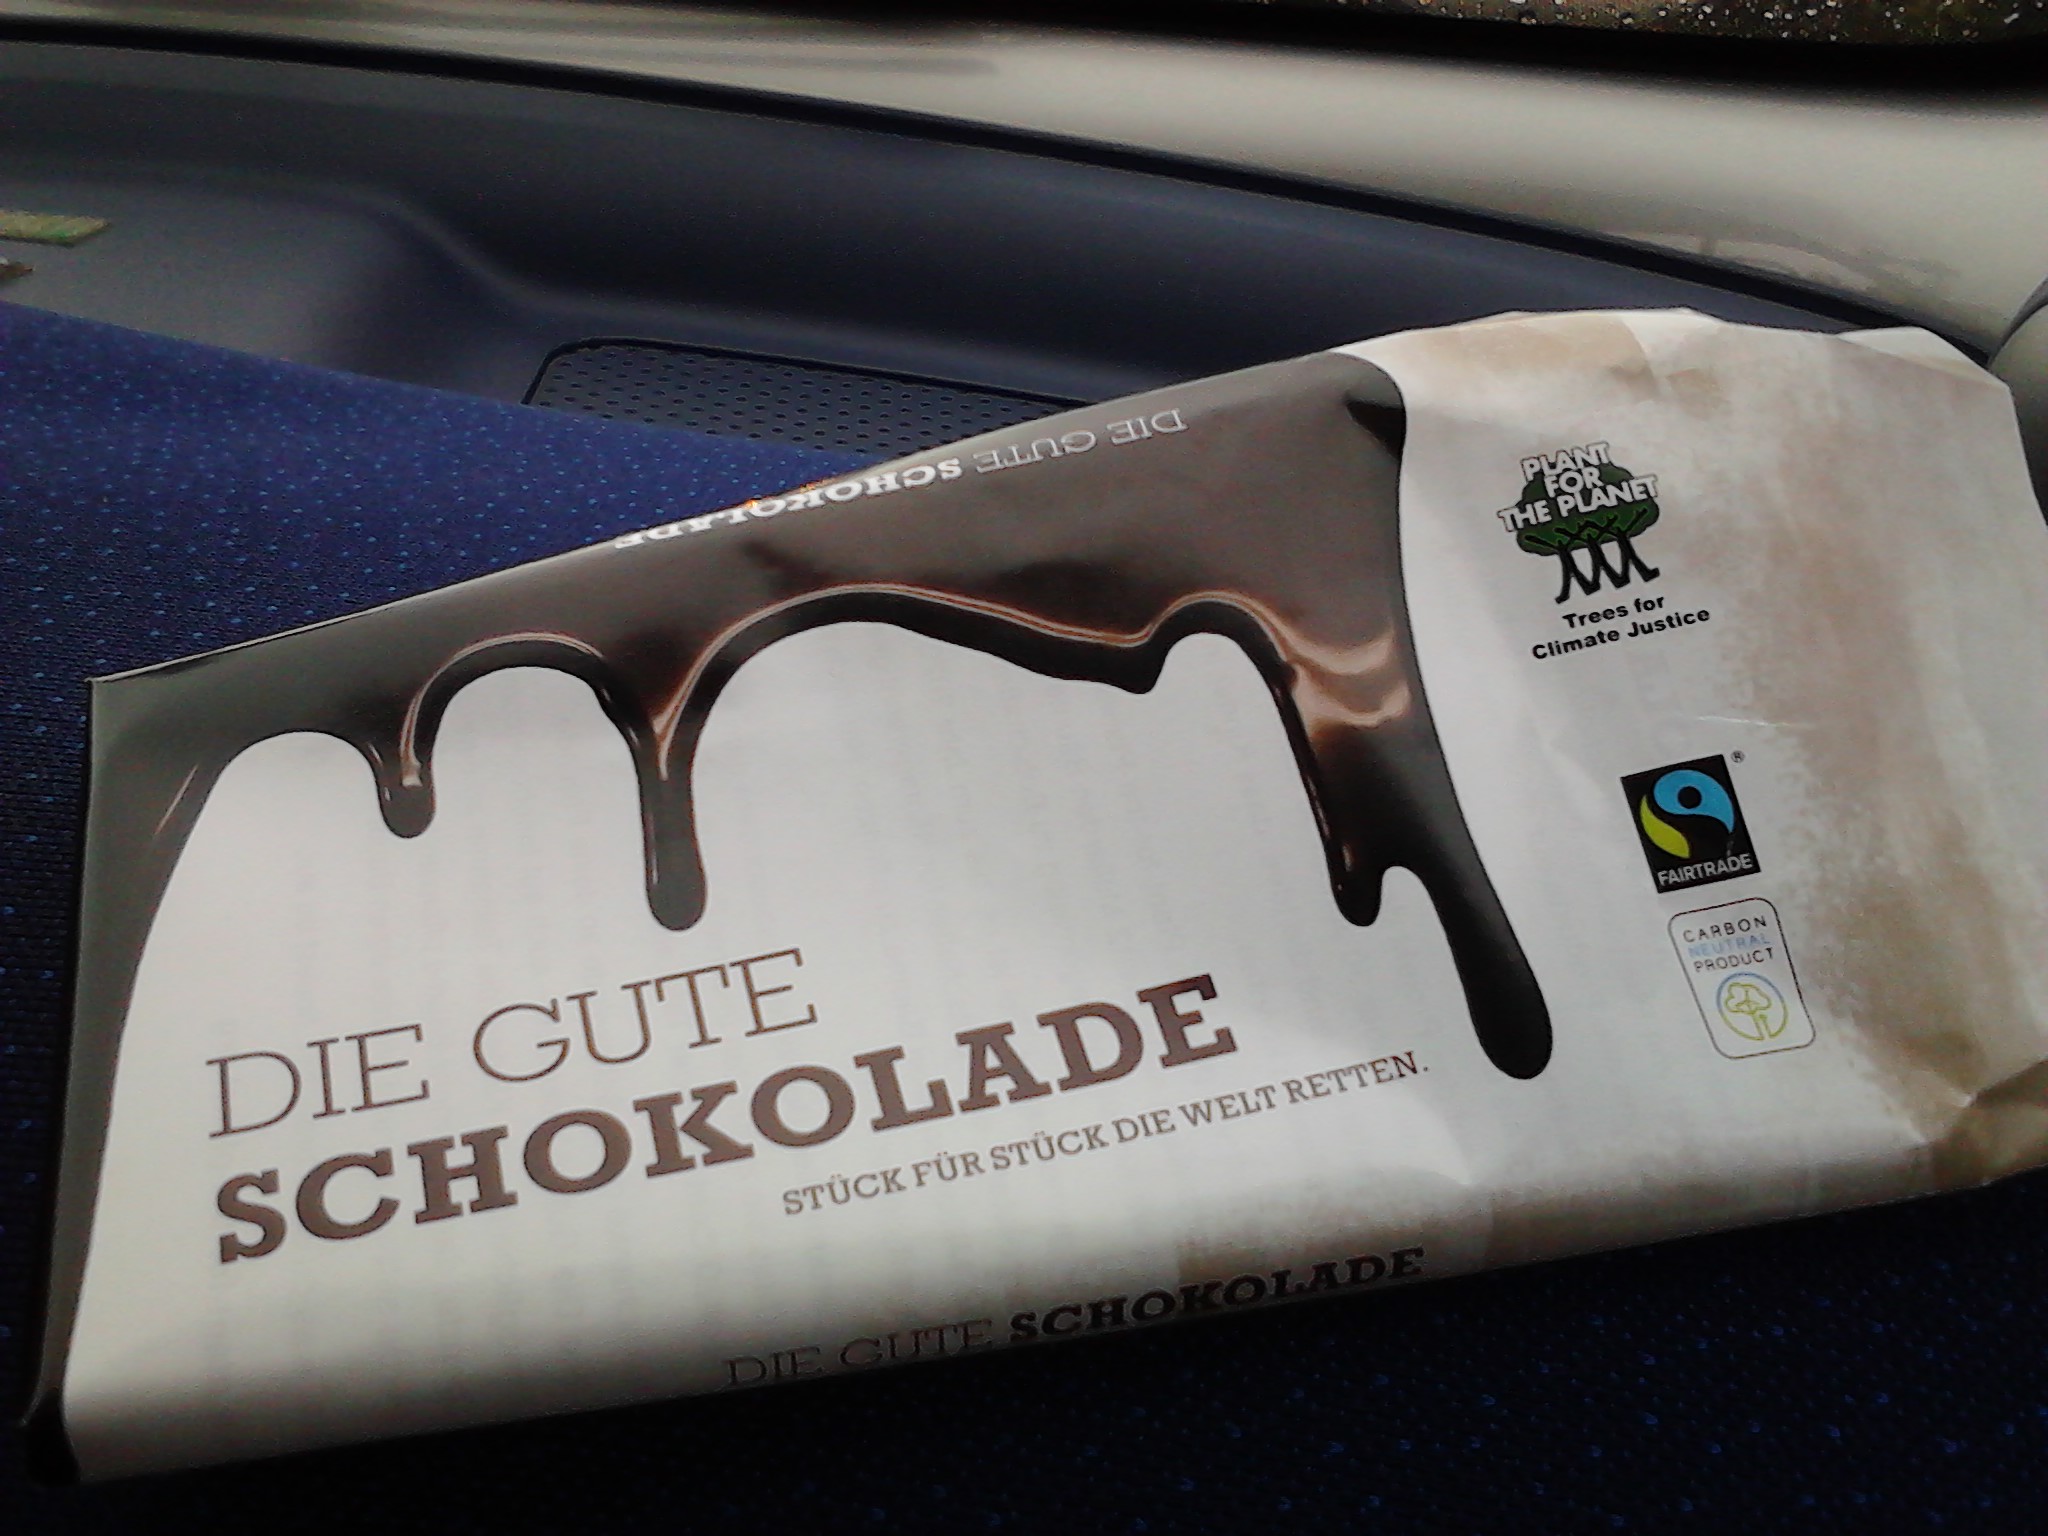 DIE GUTE SCHOKOLADE
PLANT
FOR
THE PLANET
Trees for
Climate Justice
®
FAIRTRADE
CARBON
NEUTRAL
PRODUCT
DIE GUTE
SCHOKOLADE
STÜCK FÜR STÜCK DIE WELT RETTEN.
DIE GUTE SCHOKOLADE